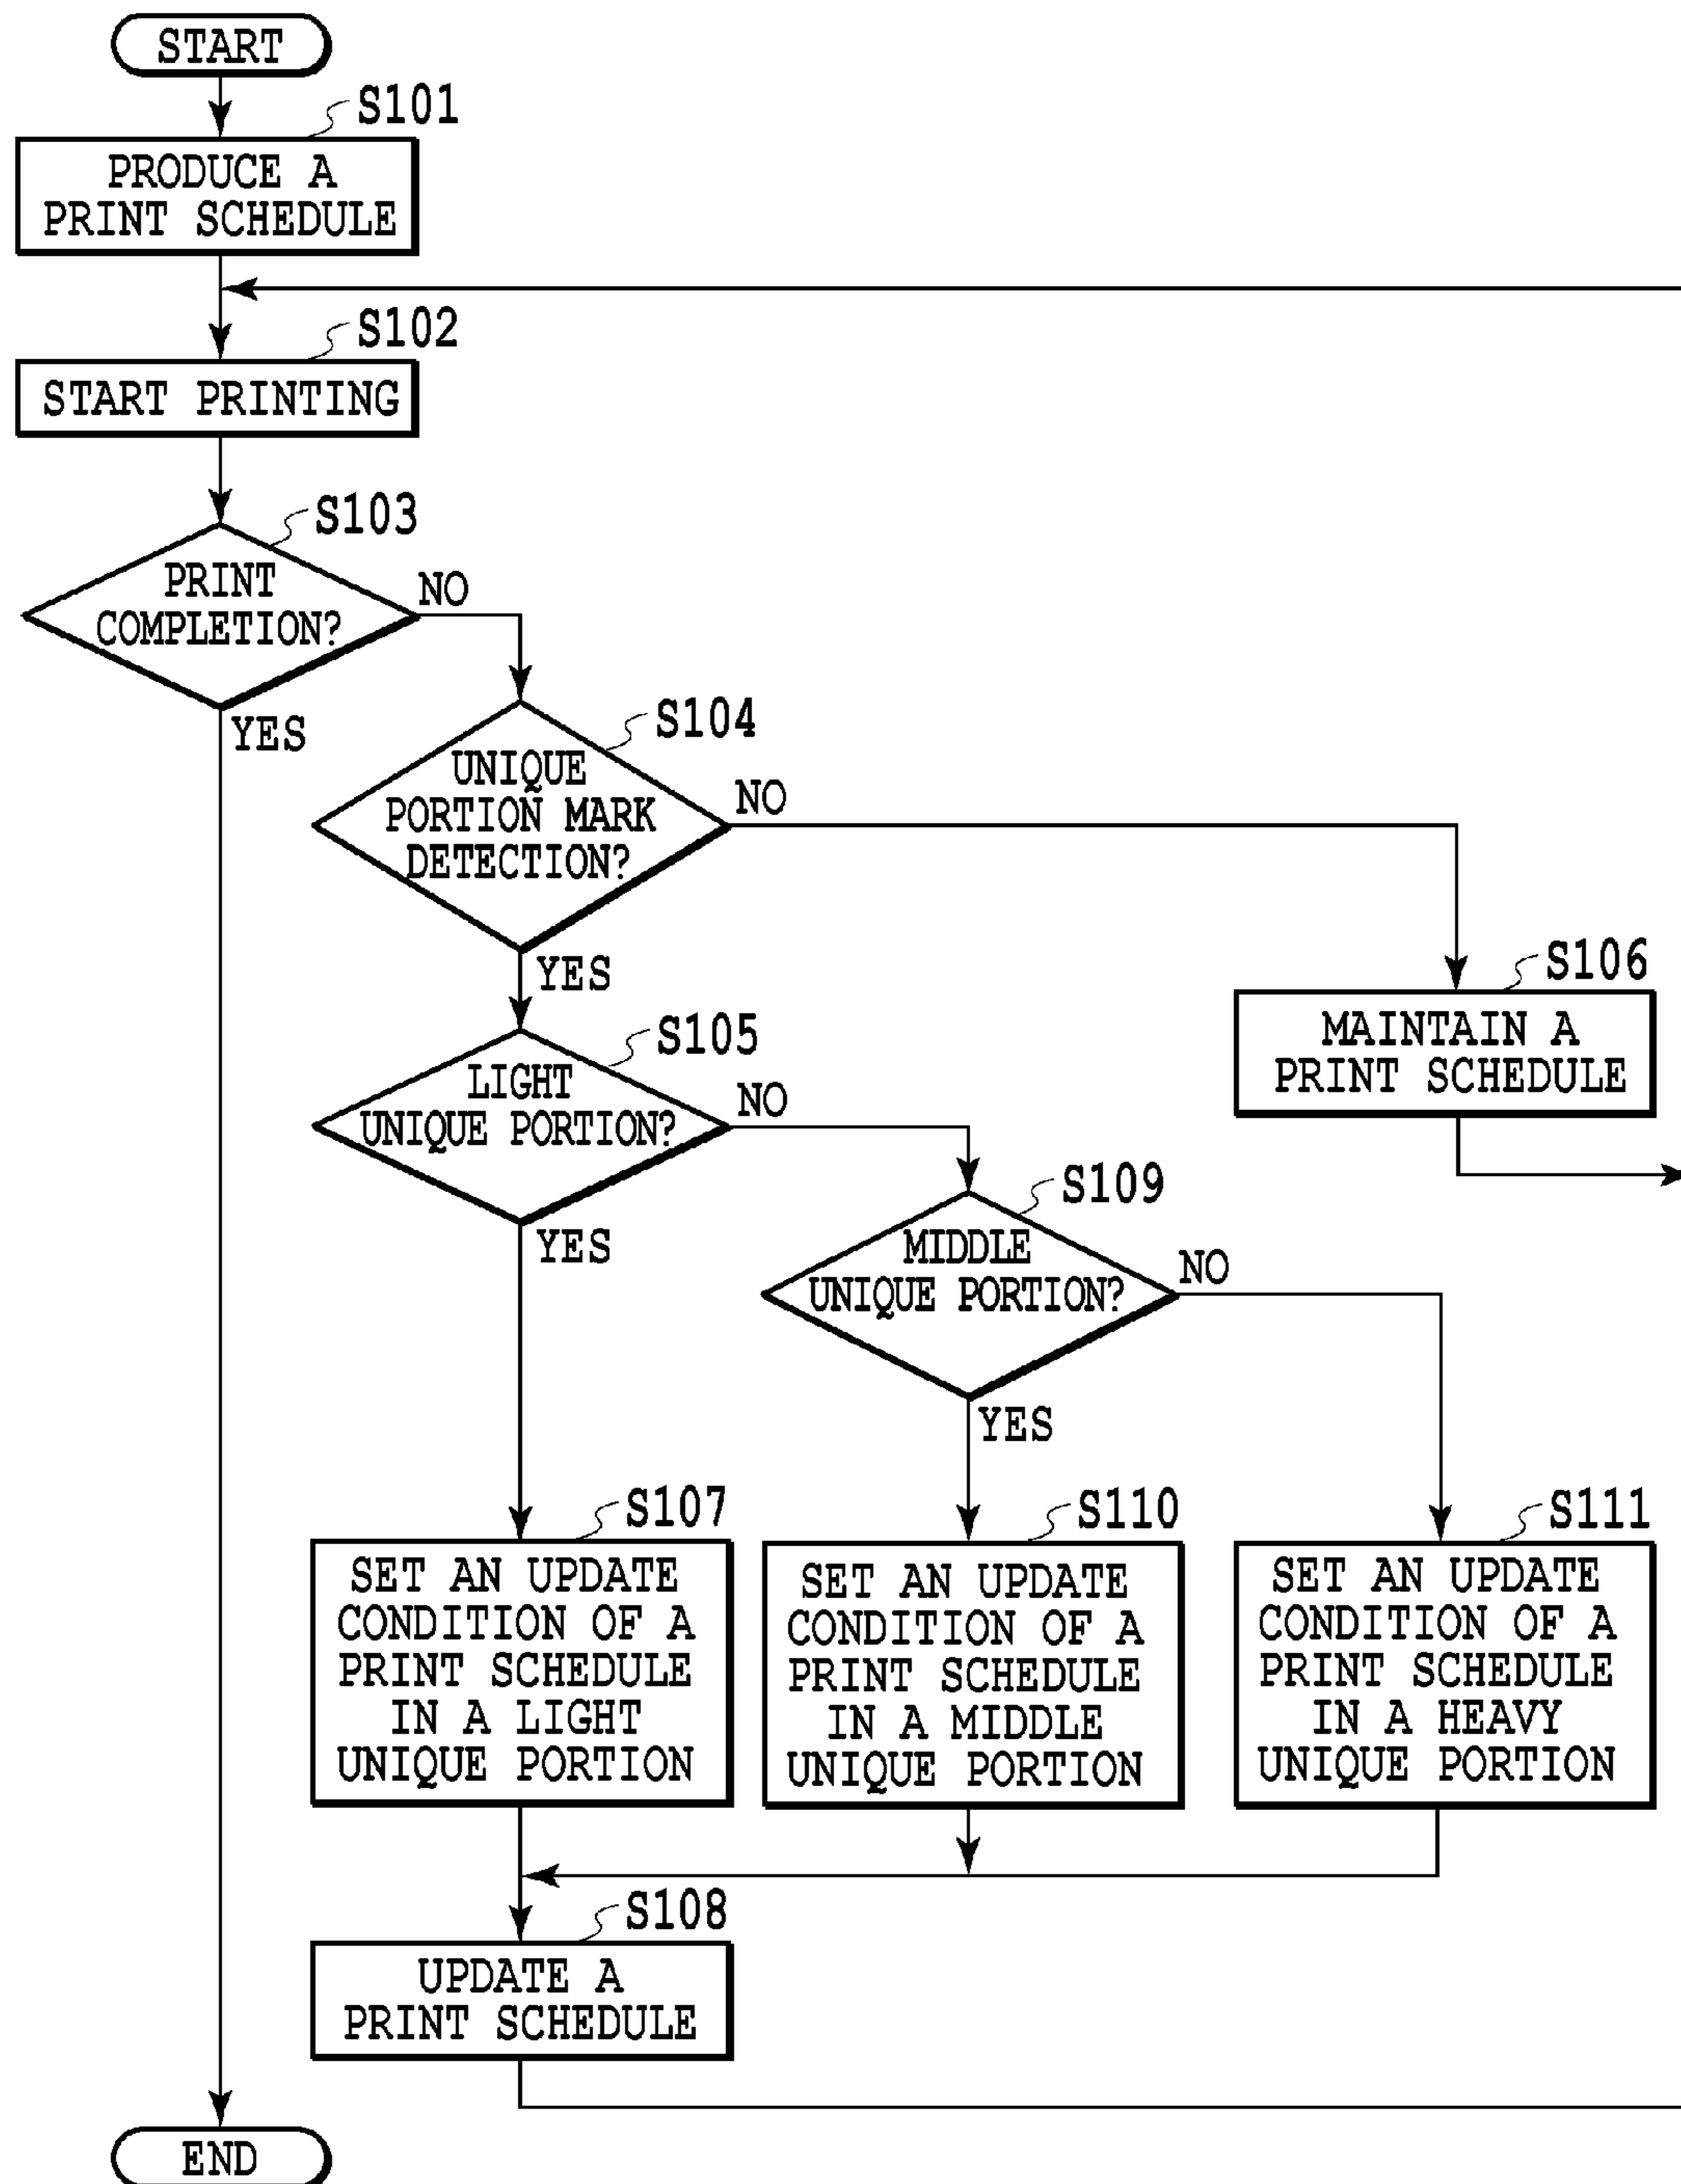 START
S101
PRODUCE A
PRINT SCHEDULE
S102
START PRINTING
S103
PRINT
COMPLETION?
NO
YES
S104
UNIQUE
PORTION MARK
DETECTION?
NO
YES
S106
MAINTAIN A
PRINT SCHEDULE
S105
LIGHT
UNIQUE PORTION?
NO
YES
S109
MIDDLE
UNIQUE PORTION?
NO
YES
S107
SET AN UPDATE
CONDITION OF A
PRINT SCHEDULE
IN A LIGHT
UNIQUE PORTION
S110
SET AN UPDATE
CONDITION OF A
PRINT SCHEDULE
IN A MIDDLE
UNIQUE PORTION
S111
SET AN UPDATE
CONDITION OF A
PRINT SCHEDULE
IN A HEAVY
UNIQUE PORTION
S108
UPDATE A
PRINT SCHEDULE
END